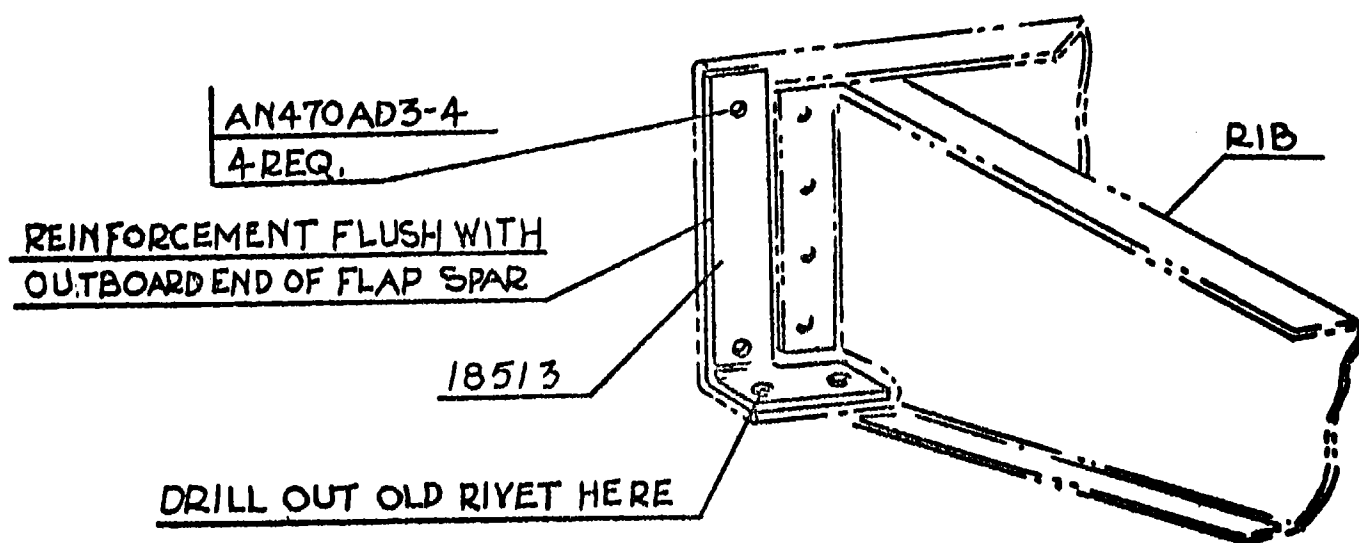 AN470AD3-4
4 REQ.
RIB
REINFORCEMENT FLUSH WITH
OUTBOARD END OF FLAP SPAR
18513
DRILL OUT OLD RIVET HERE